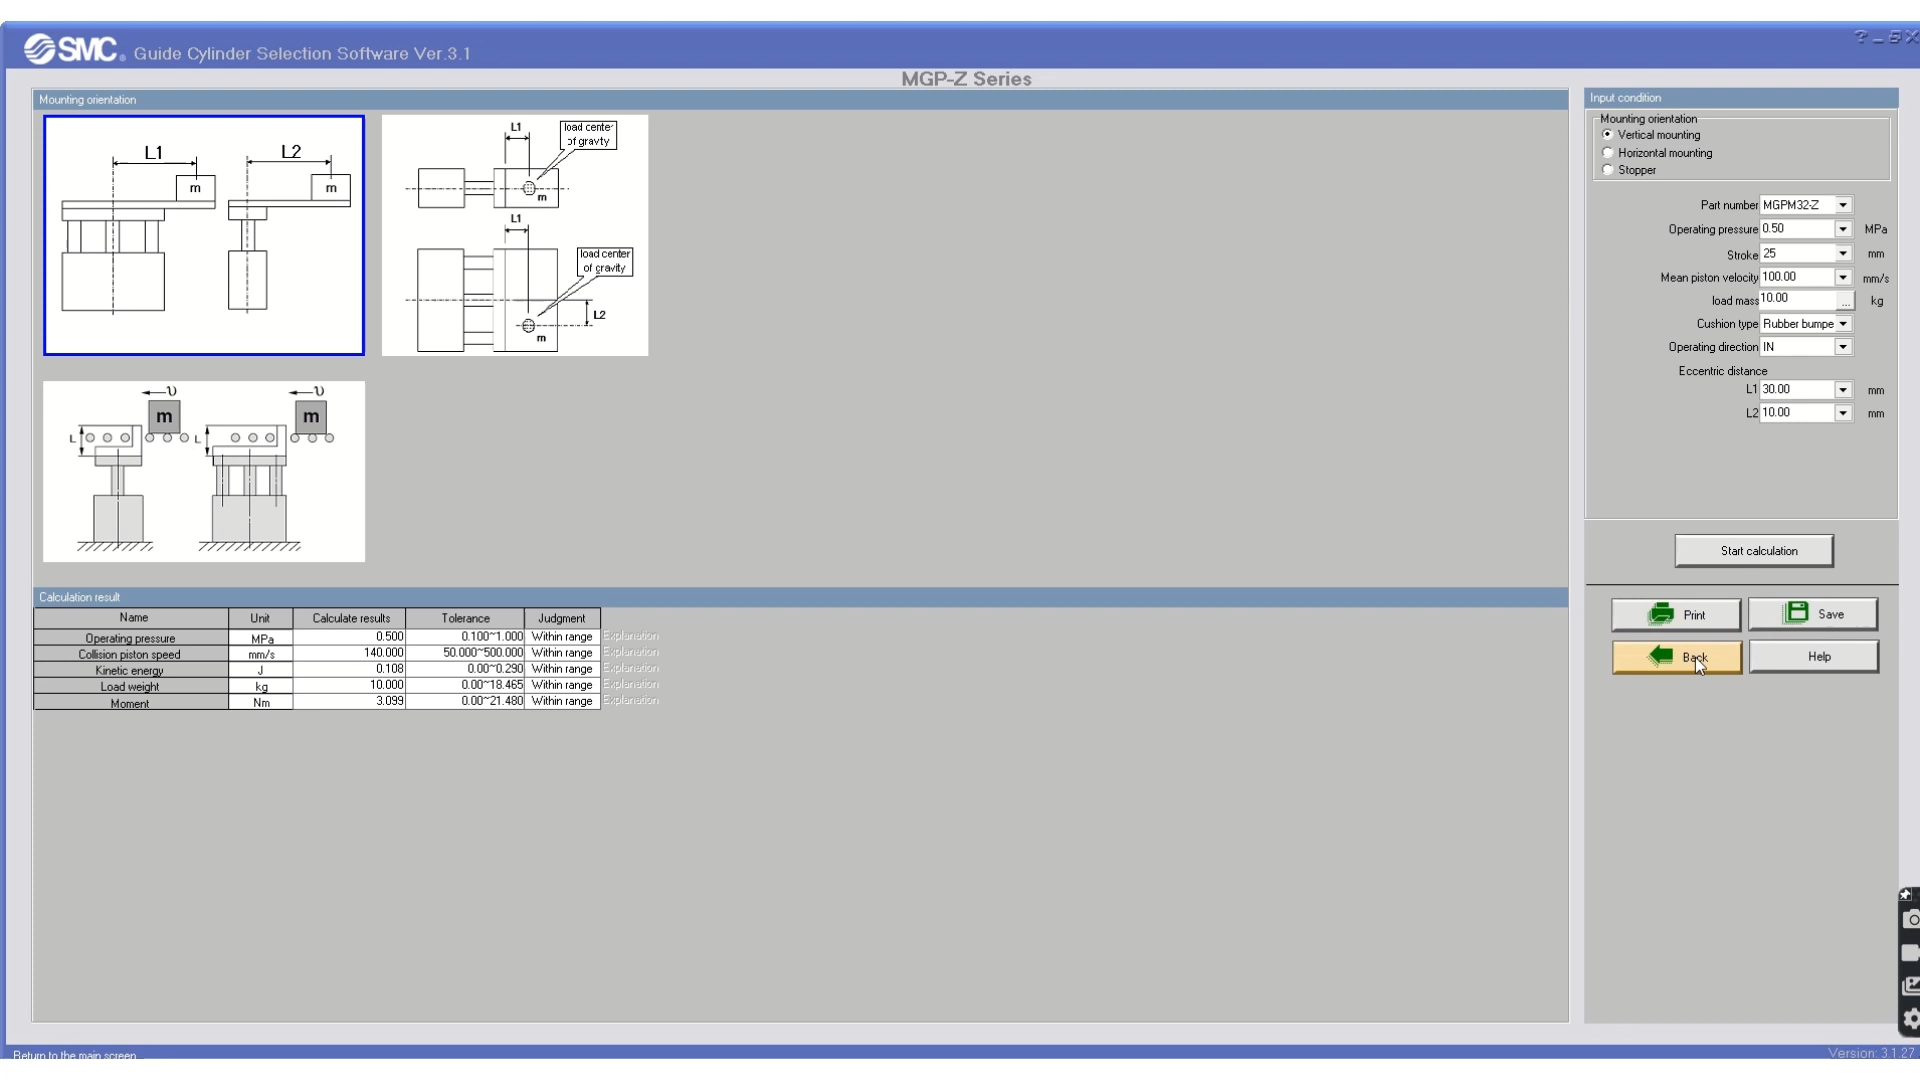 SMC. Guide Cylinder Selection Software Ver.3.1
MGP-Z Series
Mounting orientation
L1
L2
m
m
L1
load center
of gravity
m
L1
load center
of gravity
L2
m
υ
υ
m
m
L
L
Input condition
Mounting orientation
Vertical mounting
Horizontal mounting
Stopper
Part number MGPM32-Z
Operating pressure 0.50 MPa
Stroke 25 mm
Mean piston velocity 100.00 mm/s
load mass 10.00 ... kg
Cushion type Rubber bumpe
Operating direction IN
Eccentric distance
L1 30.00 mm
L2 10.00 mm
Start calculation
Print Save
Back Help
Calculation result
Name Unit Calculate results Tolerance Judgment
Operating pressure MPa 0.500 0.100~1.000 Within range Explanation
Collision piston speed mm/s 140.000 50.000~500.000 Within range Explanation
Kinetic energy J 0.108 0.00~0.290 Within range Explanation
Load weight kg 10.000 0.00~18.465 Within range Explanation
Moment Nm 3.099 0.00~21.480 Within range Explanation
Return to the main screen
Version: 3.1.27